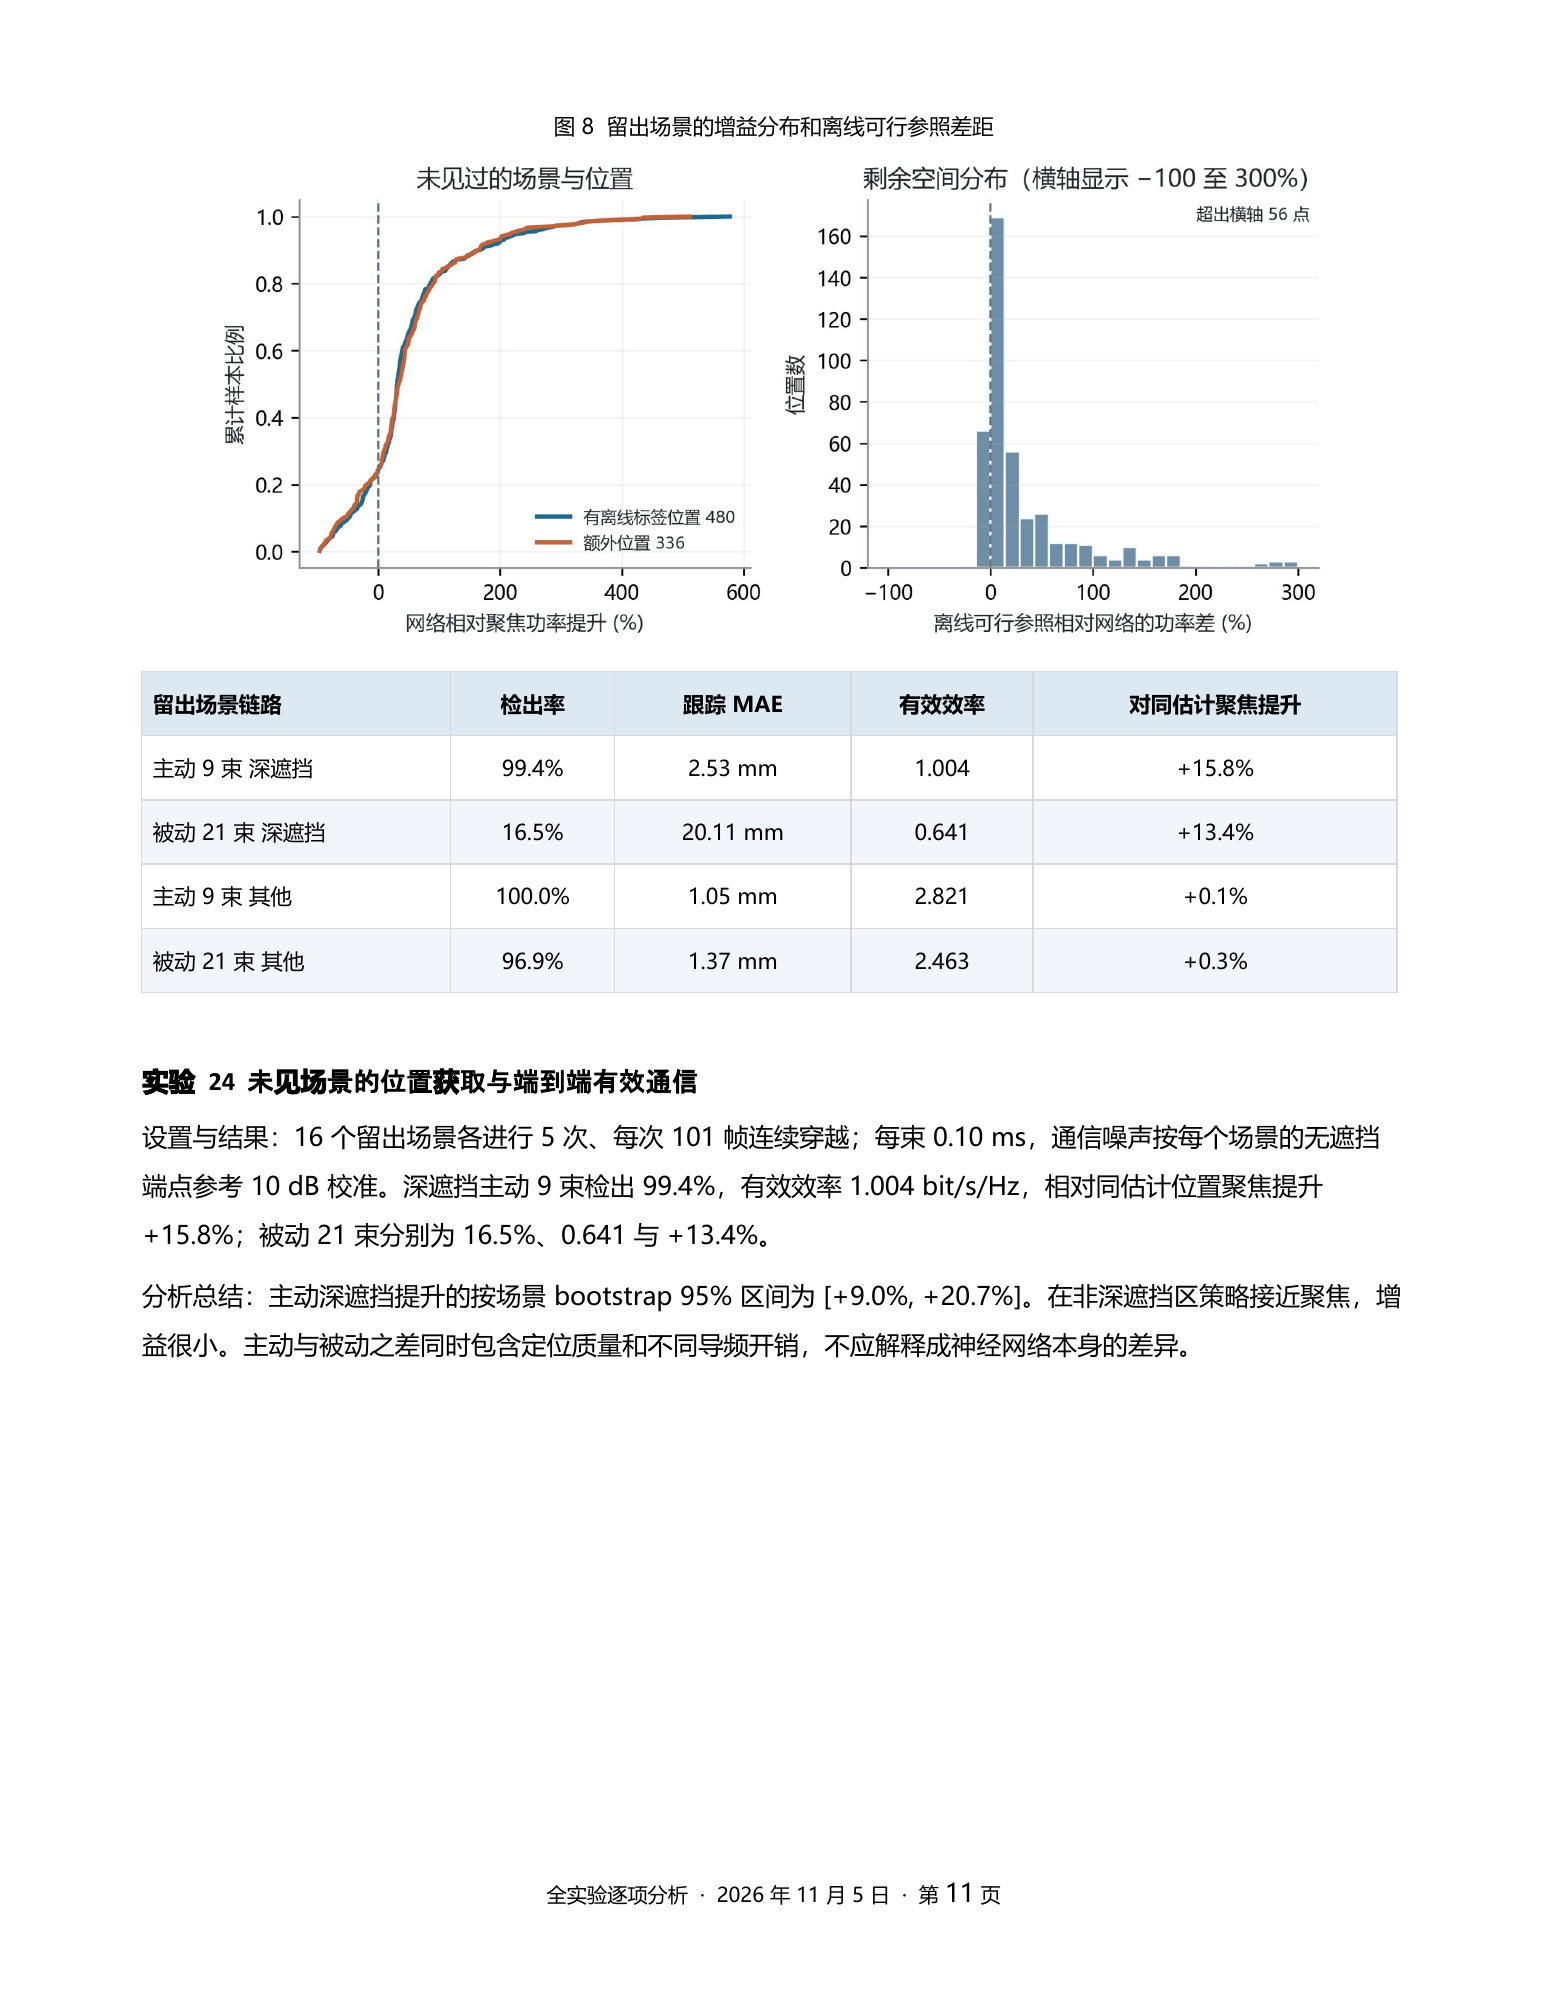 图 8 留出场景的增益分布和离线可行参照差距
未见过的场景与位置
1.0
0.8
0.6
0.4
0.2
0.0
累计样本比例
有离线标签位置 480
额外位置 336
0 200 400 600
网络相对聚焦功率提升 (%)
剩余空间分布（横轴显示 −100 至 300%）
超出横轴 56 点
160
140
120
100
80
60
40
20
0
位置数
−100 0 100 200 300
离线可行参照相对网络的功率差 (%)
留出场景链路 检出率 跟踪 MAE 有效效率 对同估计聚焦提升
主动 9 束 深遮挡 99.4% 2.53 mm 1.004 +15.8%
被动 21 束 深遮挡 16.5% 20.11 mm 0.641 +13.4%
主动 9 束 其他 100.0% 1.05 mm 2.821 +0.1%
被动 21 束 其他 96.9% 1.37 mm 2.463 +0.3%
实验 24 未见场景的位置获取与端到端有效通信
设置与结果：16 个留出场景各进行 5 次、每次 101 帧连续穿越；每束 0.10 ms，通信噪声按每个场景的无遮挡
端点参考 10 dB 校准。深遮挡主动 9 束检出 99.4%，有效效率 1.004 bit/s/Hz，相对同估计位置聚焦提升
+15.8%；被动 21 束分别为 16.5%、0.641 与 +13.4%。
分析总结：主动深遮挡提升的按场景 bootstrap 95% 区间为 [+9.0%, +20.7%]。在非深遮挡区策略接近聚焦，增
益很小。主动与被动之差同时包含定位质量和不同导频开销，不应解释成神经网络本身的差异。
全实验逐项分析 · 2026 年 11 月 5 日 · 第 11 页